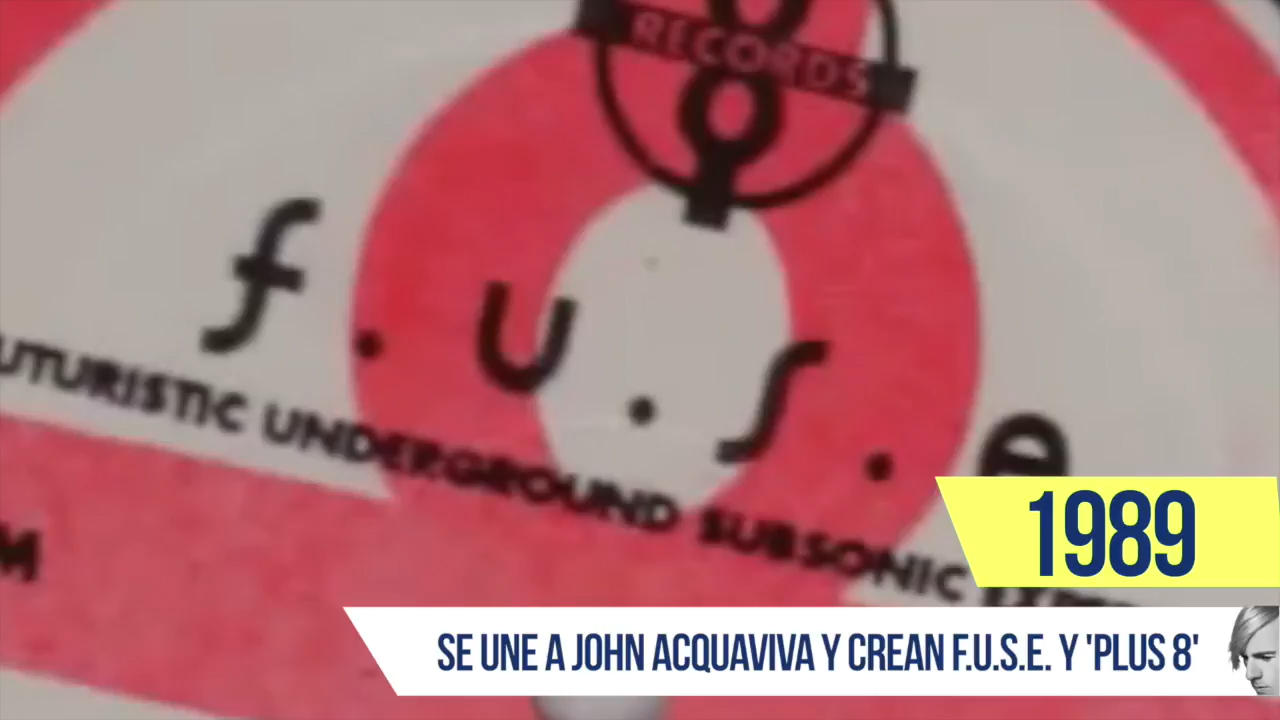 RECORDS
f.u.s.e
UTURISTIC UNDERGROUND SUBSONIC
M
1989
SE UNE A JOHN ACQUAVIVA Y CREAN F.U.S.E. Y 'PLUS 8'